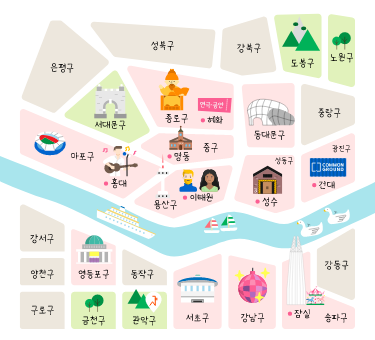 은평구
성북구
강북구
도봉구
노원구
서대문구
종로구
연극·공연
혜화
동대문구
중랑구
마포구
홍대
명동
중구
성동구
광진구
COMMON
GROUND
건대
용산구
이태원
성수
강서구
양천구
구로구
영등포구
동작구
금천구
관악구
서초구
강남구
잠실
송파구
강동구